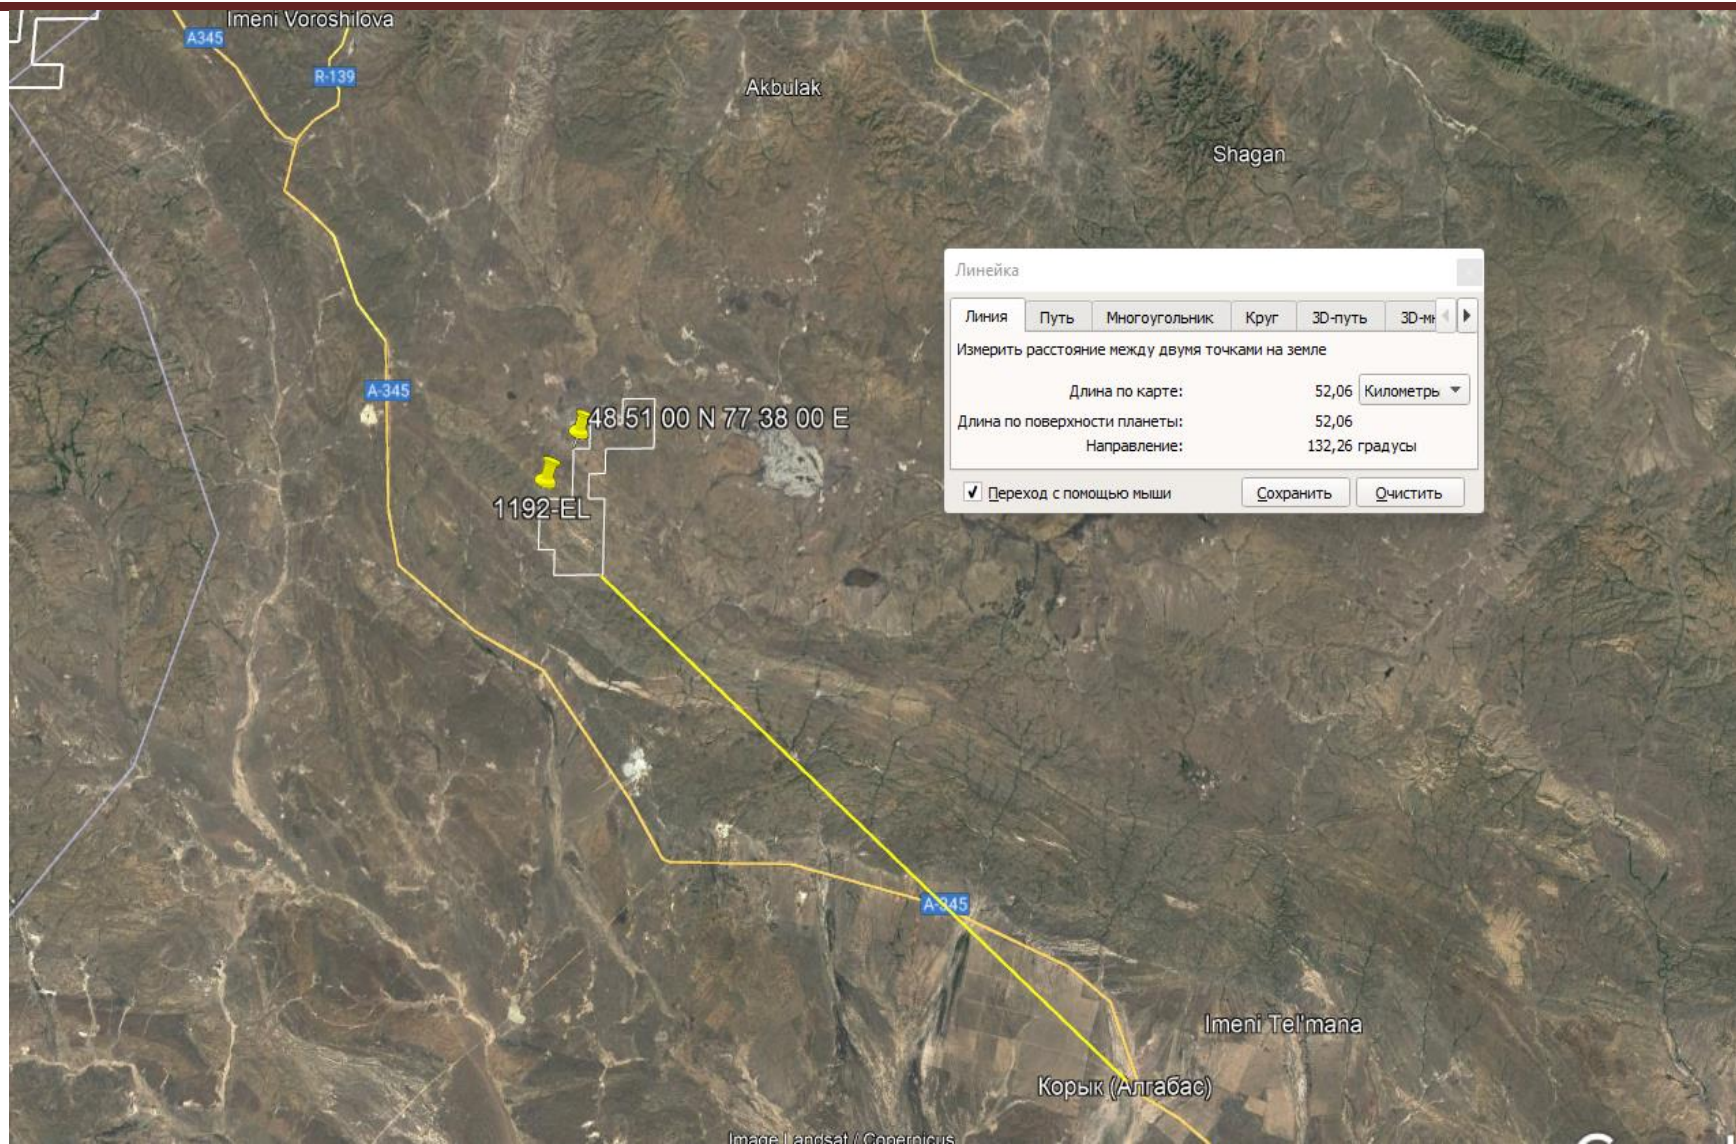 Imeni Voroshilova
A345
R-139
Akbulak
Shagan
Линейка
Линия Путь Многоугольник Круг 3D-путь 3D-мн
Измерить расстояние между двумя точками на земле
Длина по карте: 52,06 Километры
Длина по поверхности планеты: 52,06
Направление: 132,26 градусы
Переход с помощью мыши Сохранить Очистить
A-345
48 51 00 N 77 38 00 E
1192-EL
A-345
Imeni Tel'mana
Корык (Алгабас)
Image Landsat / Copernicus